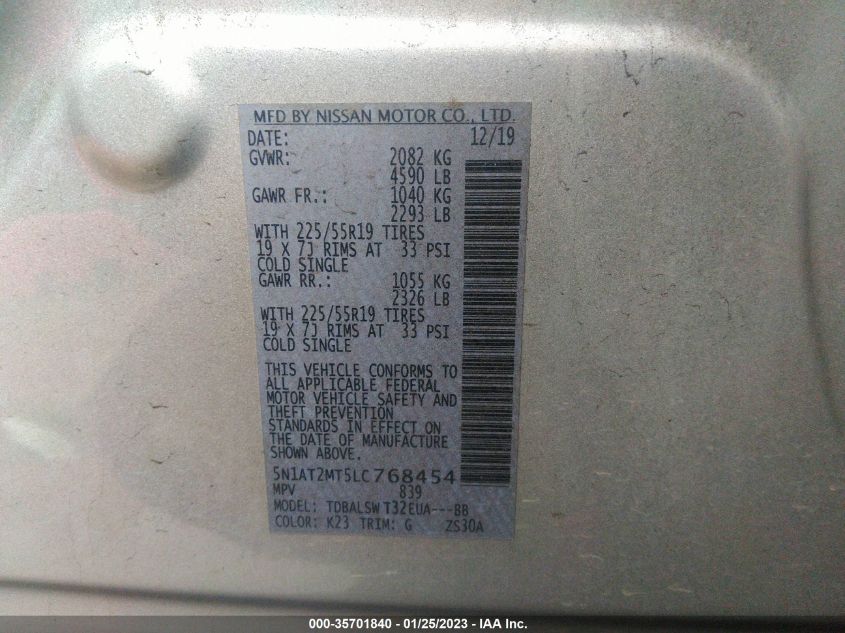 MFD BY NISSAN MOTOR CO., LTD.
DATE: 12/19
GVWR: 2082 KG
4590 LB
GAWR FR.: 1040 KG
2293 LB
WITH 225/55R19 TIRES
19 X 7J RIMS AT 33 PSI
COLD SINGLE
GAWR RR.: 1055 KG
2326 LB
WITH 225/55R19 TIRES
19 X 7J RIMS AT 33 PSI
COLD SINGLE
THIS VEHICLE CONFORMS TO
ALL APPLICABLE FEDERAL
MOTOR VEHICLE SAFETY AND
THEFT PREVENTION
STANDARDS IN EFFECT ON
THE DATE OF MANUFACTURE
SHOWN ABOVE.
5N1AT2MT5LC768454
MPV 839
MODEL: TDBALSW T32EUA---BB
COLOR: K23 TRIM: G ZS30A
000-35701840 - 01/25/2023 - IAA Inc.